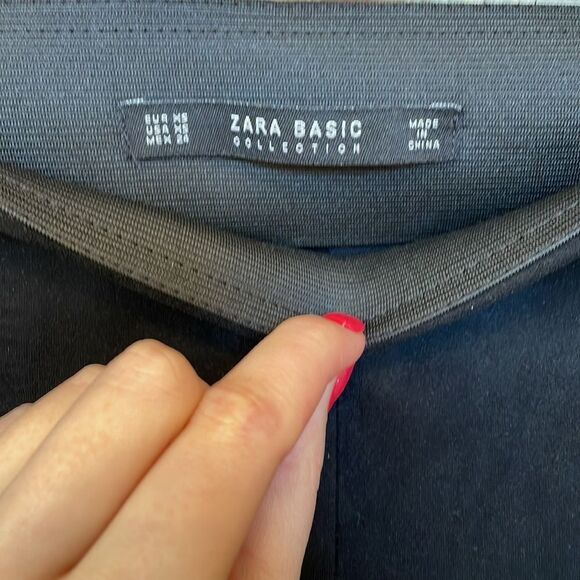 EUR XS
USA XS
MEX 24
ZARA BASIC
COLLECTION
MADE
IN
CHINA